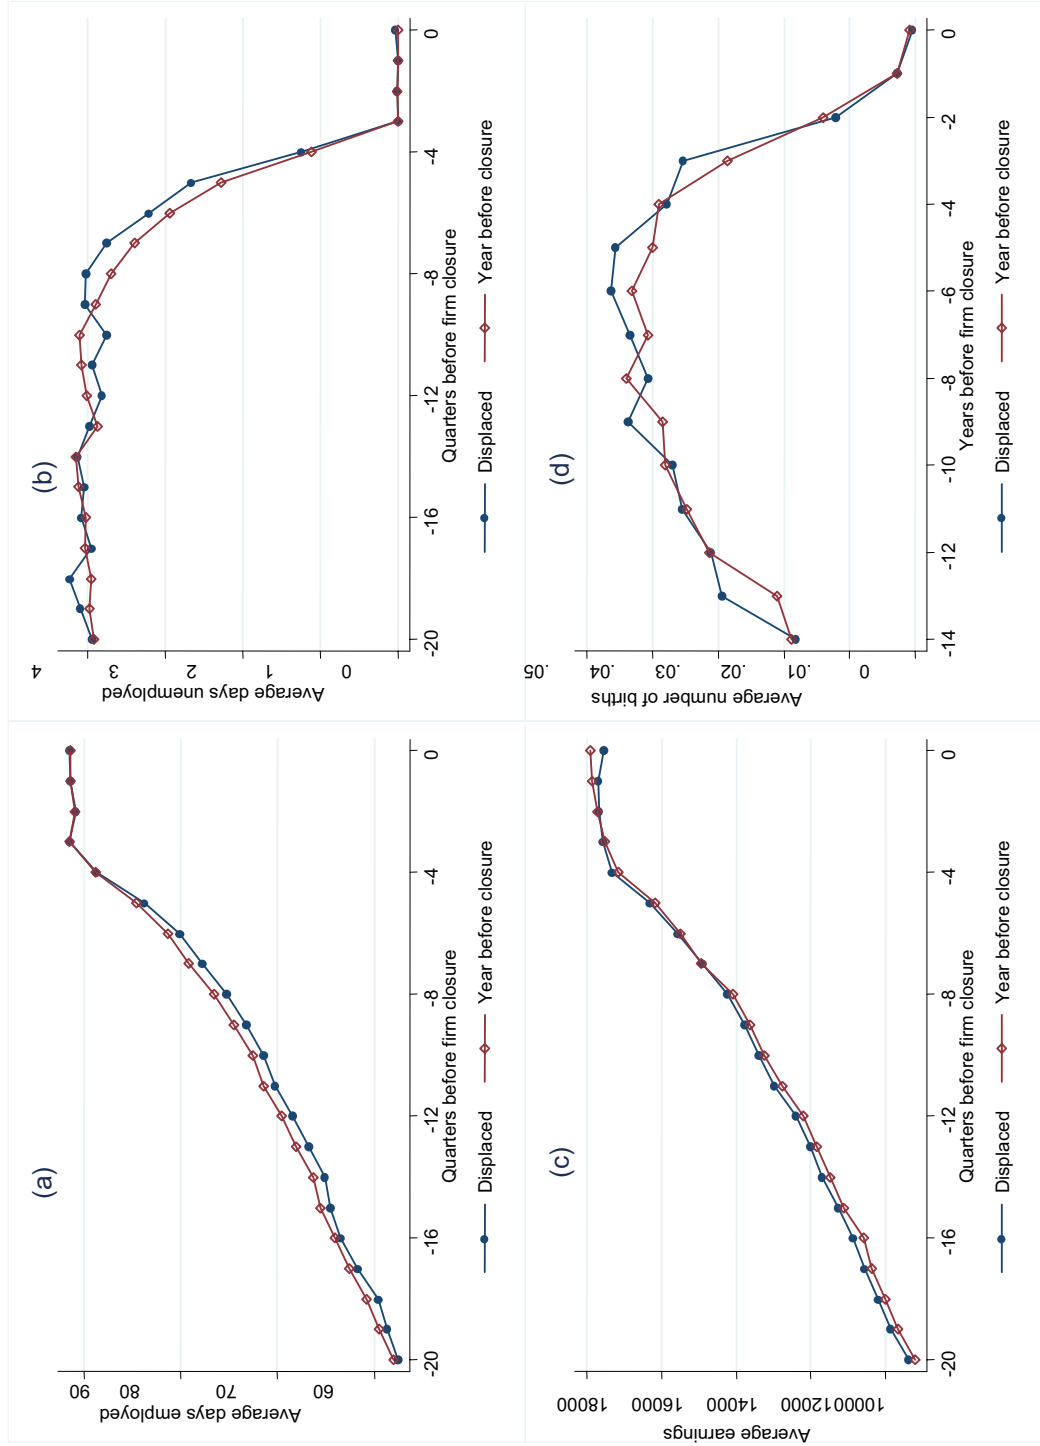 (a)
Average days employed
90
80
70
60
-20 -16 -12 -8 -4 0
Quarters before firm closure
Displaced Year before closure
(b)
Average days unemployed
4
3
2
1
0
-20 -16 -12 -8 -4 0
Quarters before firm closure
Displaced Year before closure
(c)
Average earnings
18000
16000
14000
12000
10000
-20 -16 -12 -8 -4 0
Quarters before firm closure
Displaced Year before closure
(d)
Average number of births
.05
.04
.03
.02
.01
0
-14 -12 -10 -8 -6 -4 -2 0
Years before firm closure
Displaced Year before closure